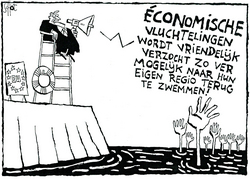 ÉCONOMISCHE
VLUCHTELINGEN
WORDT VRIENDELIJK
VERZOCHT ZO VER
MOGELIJK NAAR HUN
EIGEN REGIO TERUG
TE ZWEMMEN!